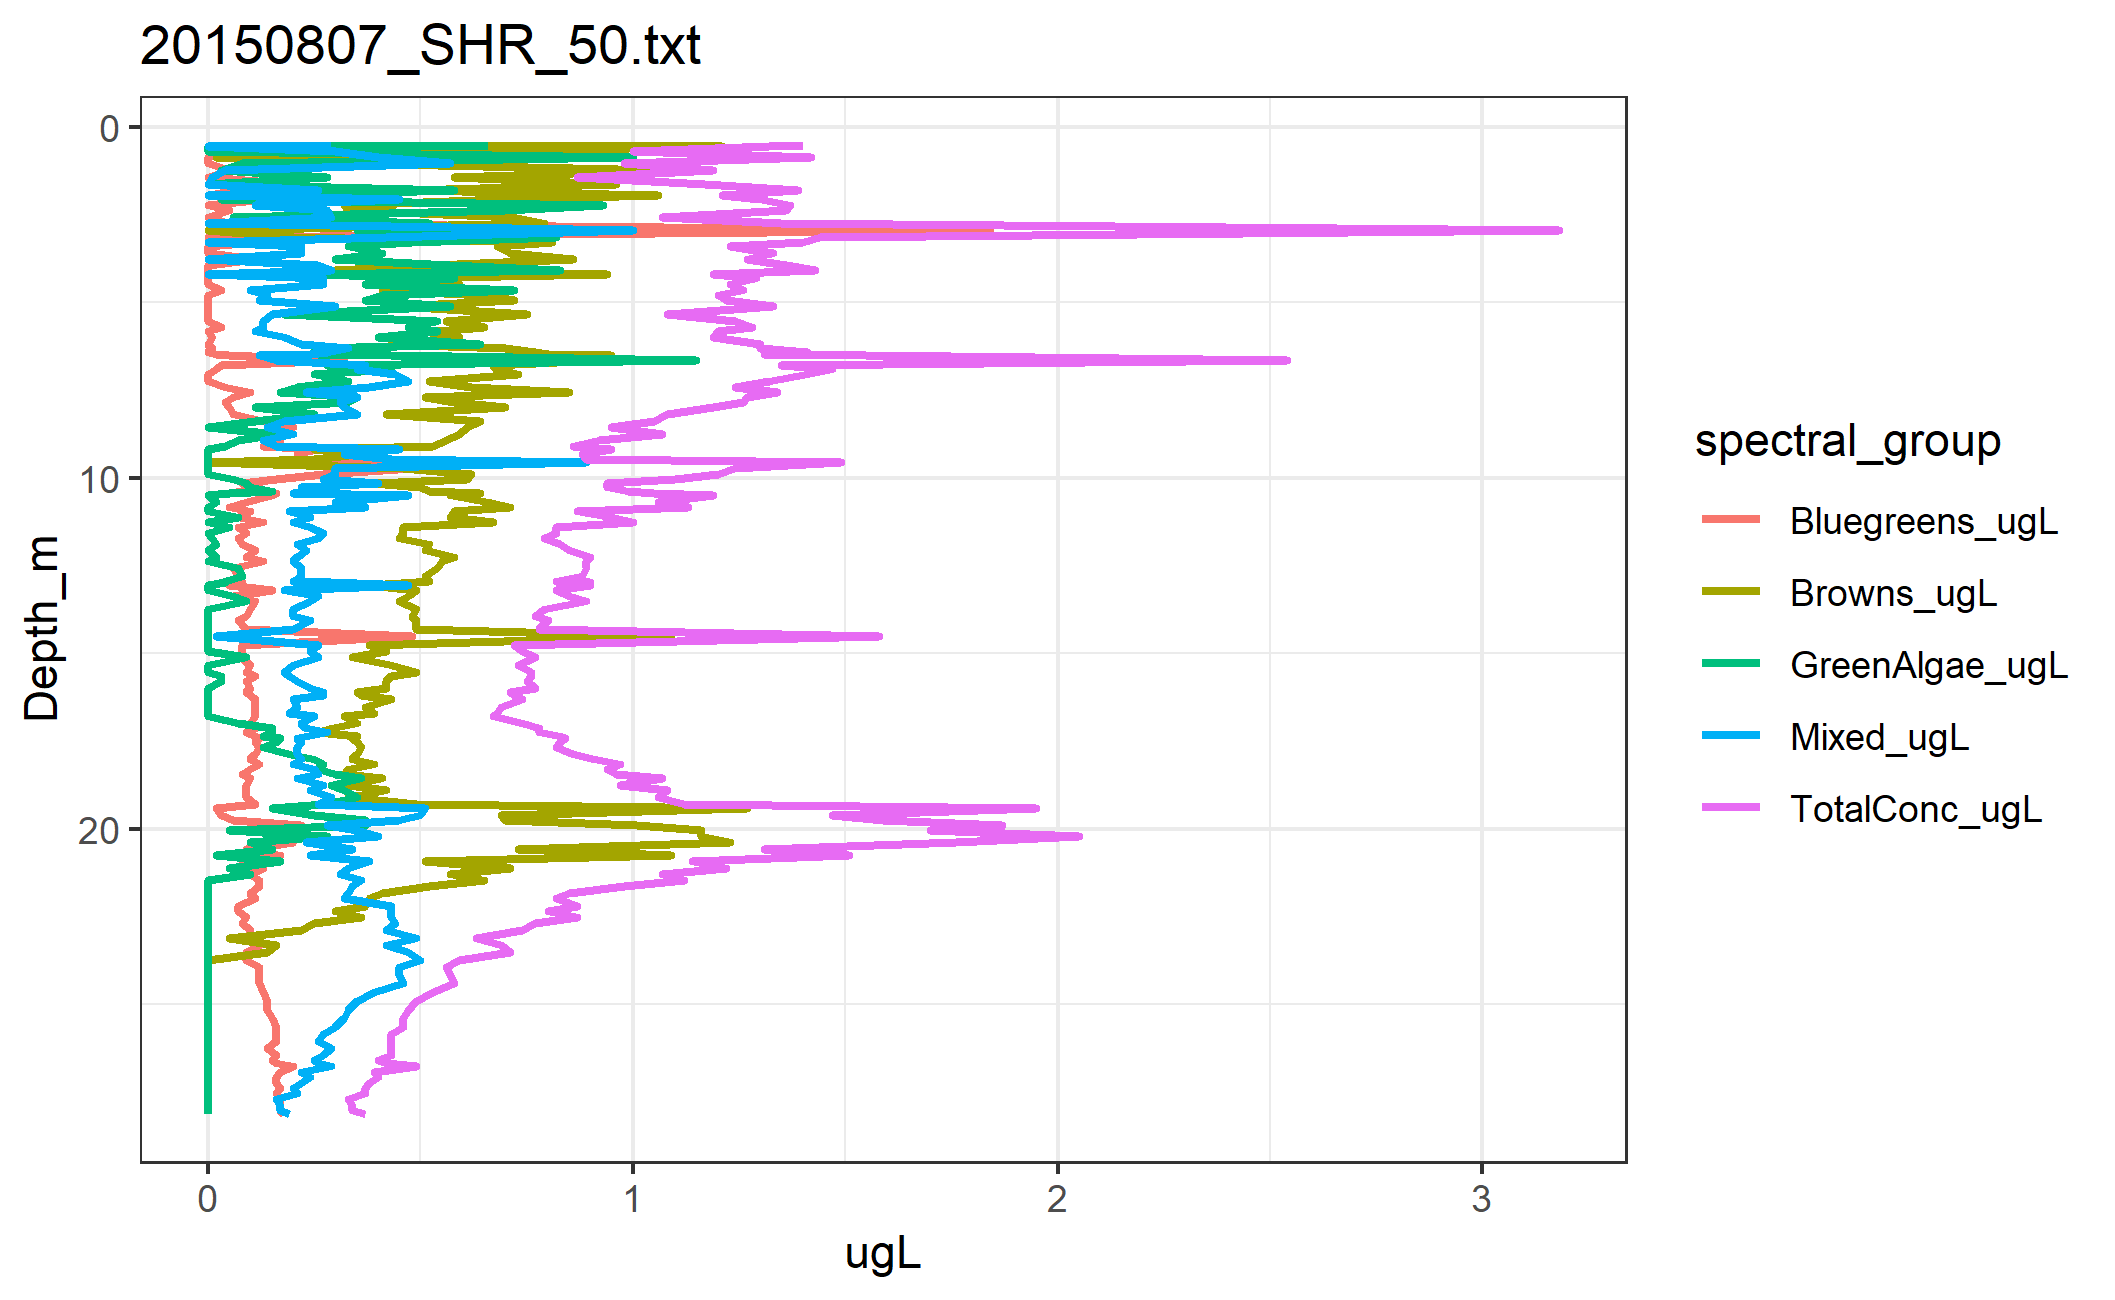 20150807_SHR_50.txt
0
10
20
Depth_m
0
1
2
3
ugL
spectral_group
Bluegreens_ugL
Browns_ugL
GreenAlgae_ugL
Mixed_ugL
TotalConc_ugL